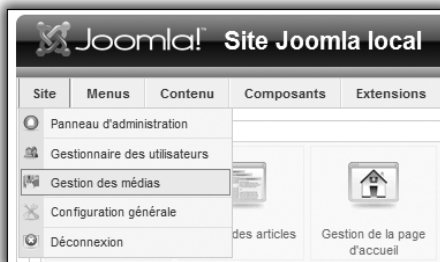 Joomla! Site Joomla local
Site Menus Contenu Composants Extensions
Panneau d'administration
Gestionnaire des utilisateurs
Gestion des médias
Configuration générale
Déconnexion
des articles
Gestion de la page
d'accueil